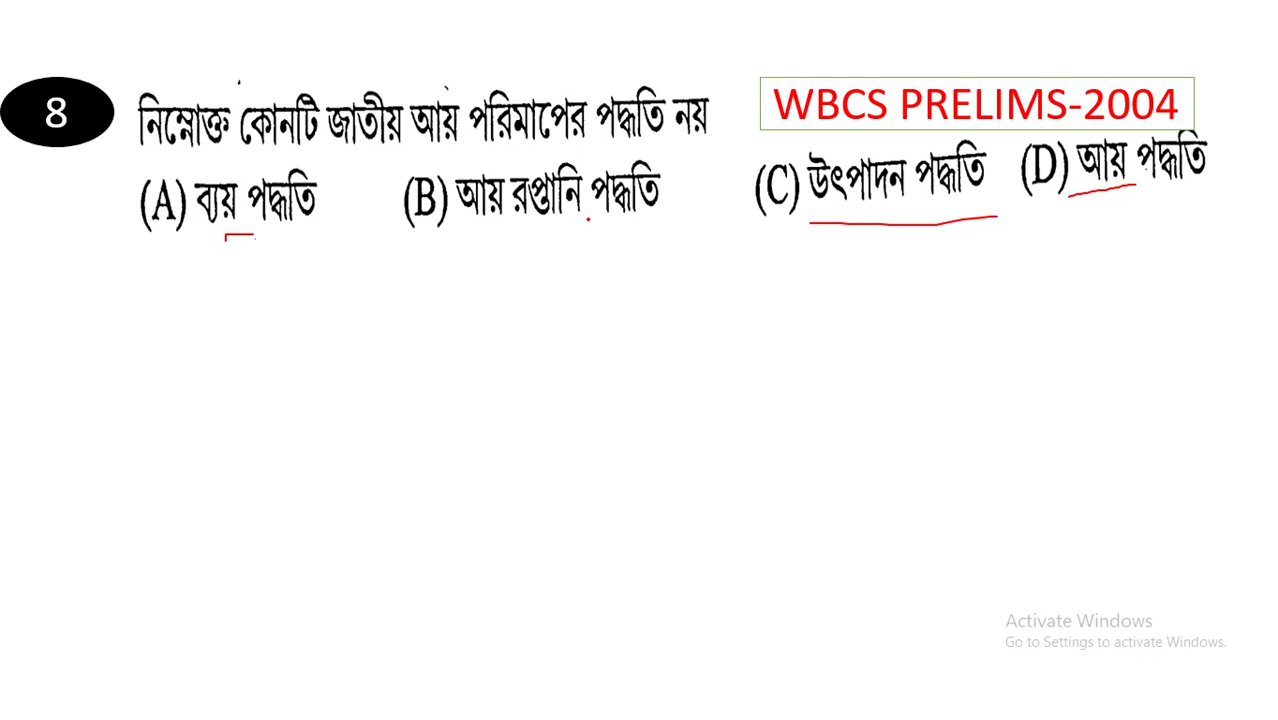 8 নিম্নোক্ত কোনটি জাতীয় আয় পরিমাপের পদ্ধতি নয় WBCS PRELIMS-2004
(A) ব্যয় পদ্ধতি (B) আয় রপ্তানি পদ্ধতি (C) উৎপাদন পদ্ধতি (D) আয় পদ্ধতি
Activate Windows
Go to Settings to activate Windows.